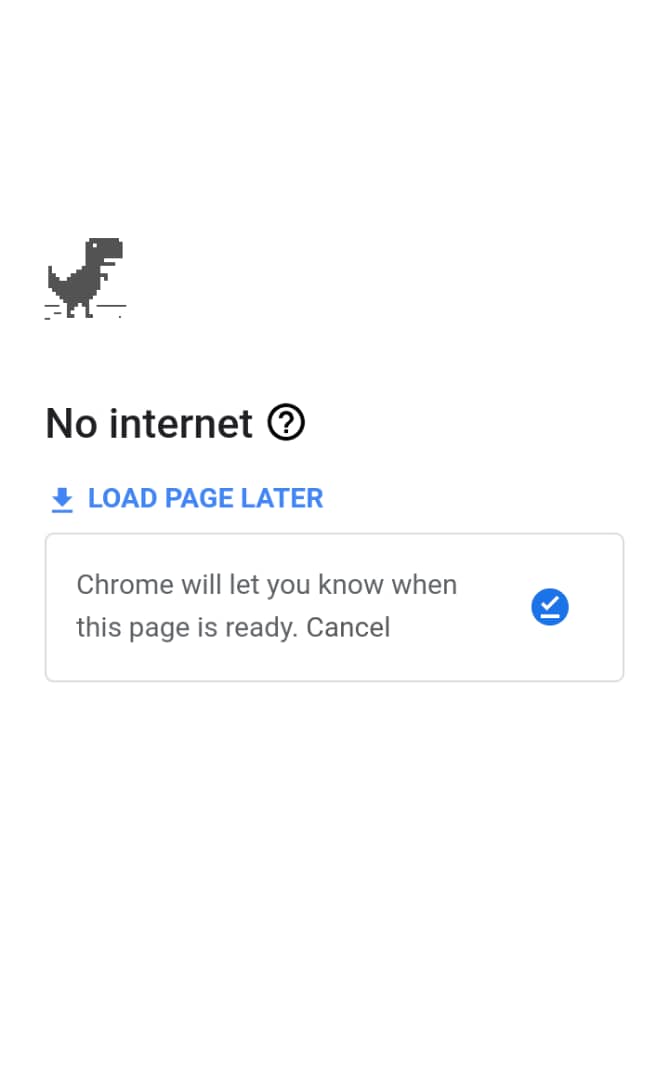 No internet
LOAD PAGE LATER
Chrome will let you know when
this page is ready. Cancel